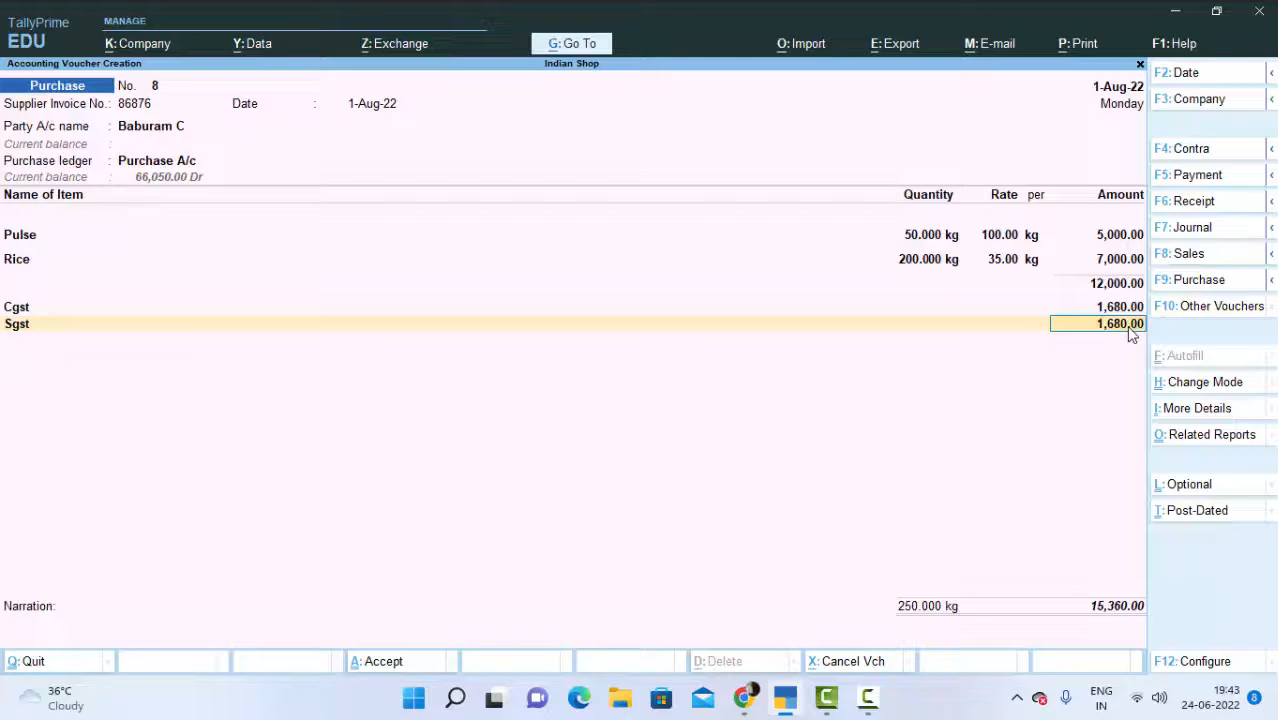 TallyPrime
EDU
MANAGE
K: Company
Y: Data
Z: Exchange
G: Go To
O: Import
E: Export
M: E-mail
P: Print
F1: Help
Accounting Voucher Creation
Indian Shop
Purchase No. 8
1-Aug-22
Supplier Invoice No.: 86876 Date : 1-Aug-22
Monday
Party A/c name : Baburam C
Current balance :
Purchase ledger : Purchase A/c
Current balance : 66,050.00 Dr
Name of Item Quantity Rate per Amount
Pulse 50.000 kg 100.00 kg 5,000.00
Rice 200.000 kg 35.00 kg 7,000.00
12,000.00
Cgst 1,680.00
Sgst 1,680.00
Narration: 250.000 kg 15,360.00
F2: Date
F3: Company
F4: Contra
F5: Payment
F6: Receipt
F7: Journal
F8: Sales
F9: Purchase
F10: Other Vouchers
F: Autofill
H: Change Mode
I: More Details
O: Related Reports
L: Optional
T: Post-Dated
Q: Quit
A: Accept
D: Delete
X: Cancel Vch
F12: Configure
36°C
Cloudy
ENG
IN
19:43
24-06-2022
8